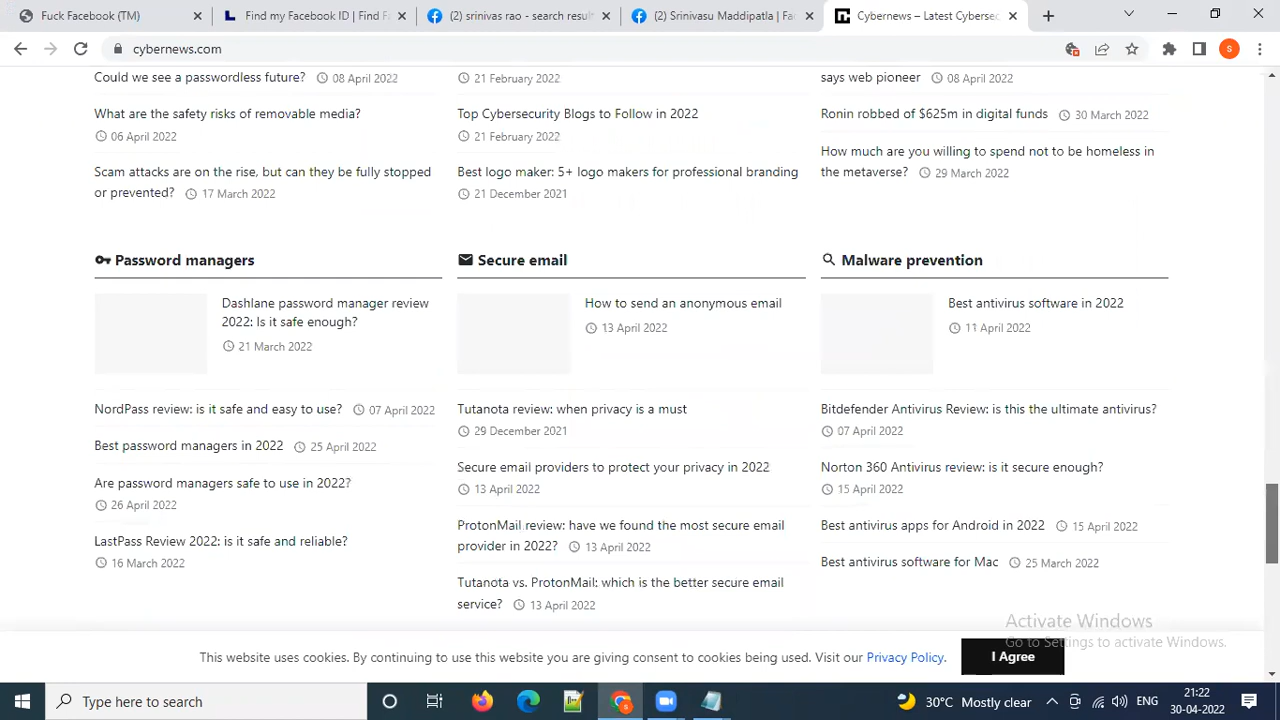 Fuck Facebook (TM)
Find my Facebook ID | Find F
(2) srinivas rao - search resul
(2) Srinivasu Maddipatla | Fa
Cybernews – Latest Cybersec
cybernews.com
S
Could we see a passwordless future? 08 April 2022
21 February 2022
says web pioneer 08 April 2022
What are the safety risks of removable media?
06 April 2022
Top Cybersecurity Blogs to Follow in 2022
21 February 2022
Ronin robbed of $625m in digital funds 30 March 2022
Scam attacks are on the rise, but can they be fully stopped
or prevented? 17 March 2022
Best logo maker: 5+ logo makers for professional branding
21 December 2021
How much are you willing to spend not to be homeless in
the metaverse? 29 March 2022
Password managers
Dashlane password manager review
2022: Is it safe enough?
21 March 2022
NordPass review: is it safe and easy to use? 07 April 2022
Best password managers in 2022 25 April 2022
Are password managers safe to use in 2022?
26 April 2022
LastPass Review 2022: is it safe and reliable?
16 March 2022
Secure email
How to send an anonymous email
13 April 2022
Tutanota review: when privacy is a must
29 December 2021
Secure email providers to protect your privacy in 2022
13 April 2022
ProtonMail review: have we found the most secure email
provider in 2022? 13 April 2022
Tutanota vs. ProtonMail: which is the better secure email
service? 13 April 2022
Malware prevention
Best antivirus software in 2022
11 April 2022
Bitdefender Antivirus Review: is this the ultimate antivirus?
07 April 2022
Norton 360 Antivirus review: is it secure enough?
15 April 2022
Best antivirus apps for Android in 2022 15 April 2022
Best antivirus software for Mac 25 March 2022
Activate Windows
Go to Settings to activate Windows.
This website uses cookies. By continuing to use this website you are giving consent to cookies being used. Visit our Privacy Policy.
I Agree
Type here to search
30°C Mostly clear
ENG
21:22
30-04-2022